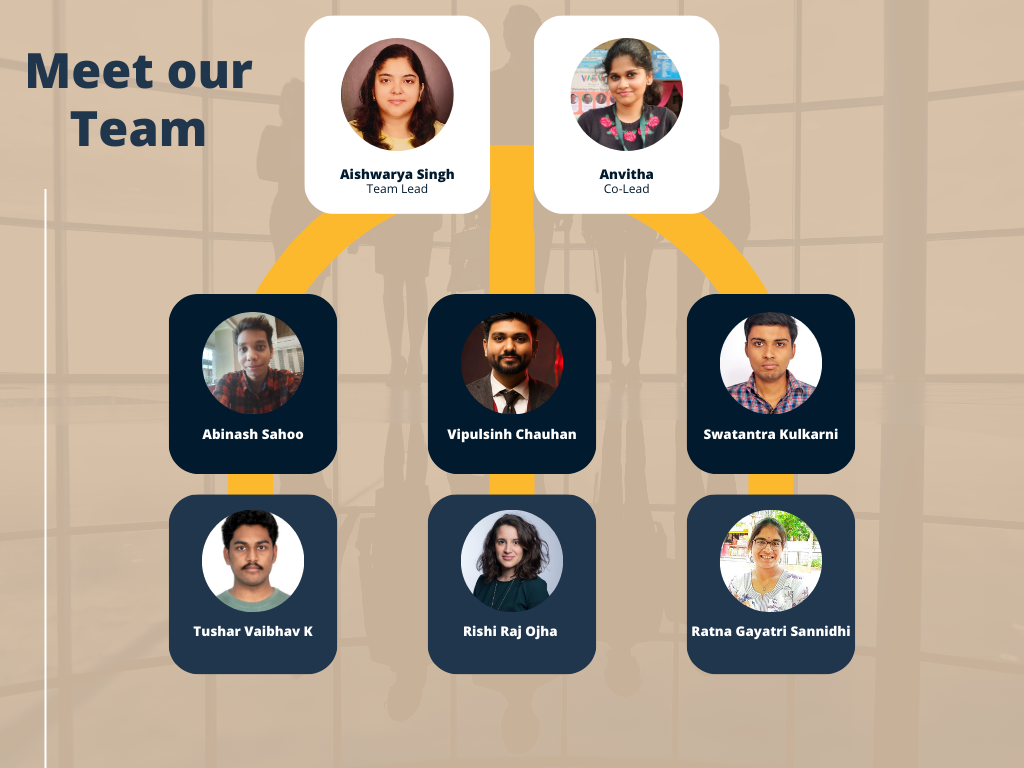 Meet our
Team
Aishwarya Singh
Team Lead
Anvitha
Co-Lead
Abinash Sahoo
Vipulsinh Chauhan
Swatantra Kulkarni
Tushar Vaibhav K
Rishi Raj Ojha
Ratna Gayatri Sannidhi